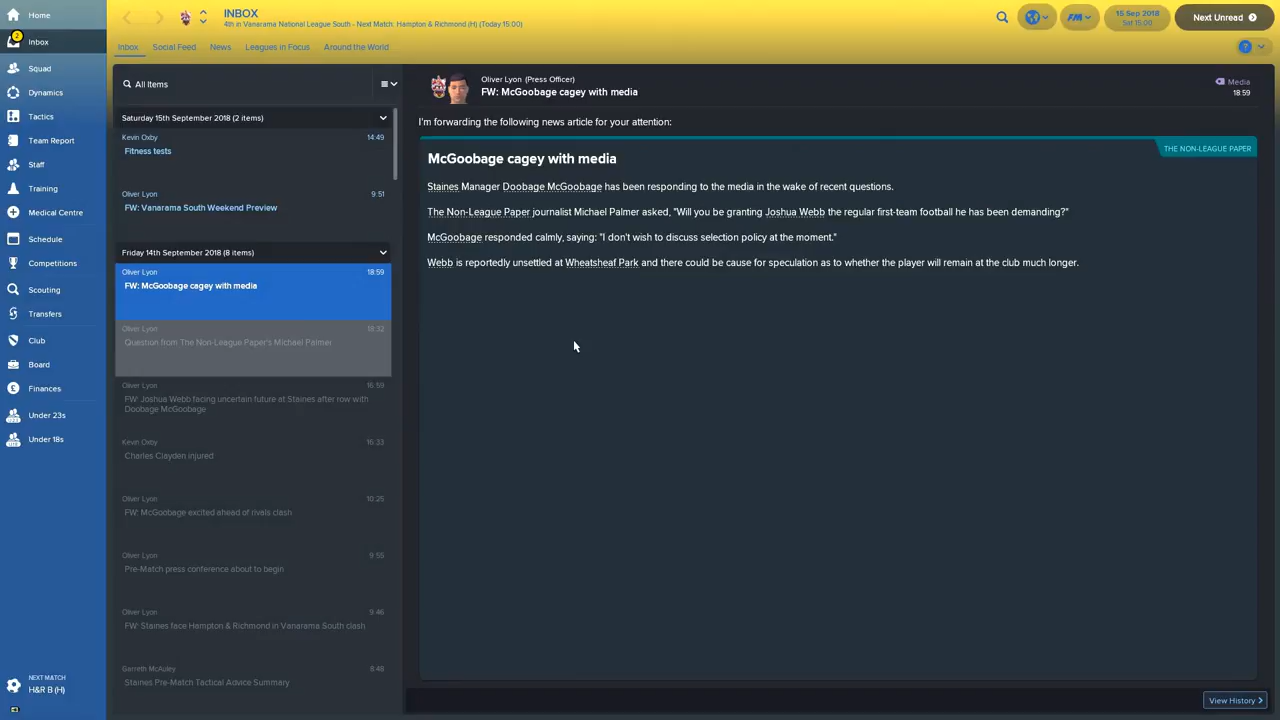 Home
2
Inbox
Squad
Dynamics
Tactics
Team Report
Staff
Training
Medical Centre
Schedule
Competitions
Scouting
Transfers
Club
Board
Finances
Under 23s
Under 18s
NEXT MATCH
H&R B (H)
INBOX
4th in Vanarama National League South - Next Match: Hampton & Richmond (H) (Today 15:00)
FM
15 Sep 2018
Sat 15:00
Next Unread
Inbox
Social Feed
News
Leagues in Focus
Around the World
?
All Items
Saturday 15th September 2018 (2 items)
Kevin Oxby 14:49
Fitness tests
Oliver Lyon 9:51
FW: Vanarama South Weekend Preview
Friday 14th September 2018 (8 items)
Oliver Lyon 18:59
FW: McGoobage cagey with media
Oliver Lyon 18:32
Question from The Non-League Paper's Michael Palmer
Oliver Lyon 16:59
FW: Joshua Webb facing uncertain future at Staines after row with
Doobage McGoobage
Kevin Oxby 16:33
Charles Clayden injured
Oliver Lyon 10:25
FW: McGoobage excited ahead of rivals clash
Oliver Lyon 9:55
Pre-Match press conference about to begin
Oliver Lyon 9:46
FW: Staines face Hampton & Richmond in Vanarama South clash
Garreth McAuley 8:48
Staines Pre-Match Tactical Advice Summary
Oliver Lyon (Press Officer)
FW: McGoobage cagey with media
Media
18:59
I'm forwarding the following news article for your attention:
McGoobage cagey with media
THE NON-LEAGUE PAPER
Staines Manager Doobage McGoobage has been responding to the media in the wake of recent questions.
The Non-League Paper journalist Michael Palmer asked, "Will you be granting Joshua Webb the regular first-team football he has been demanding?"
McGoobage responded calmly, saying: "I don't wish to discuss selection policy at the moment."
Webb is reportedly unsettled at Wheatsheaf Park and there could be cause for speculation as to whether the player will remain at the club much longer.
View History